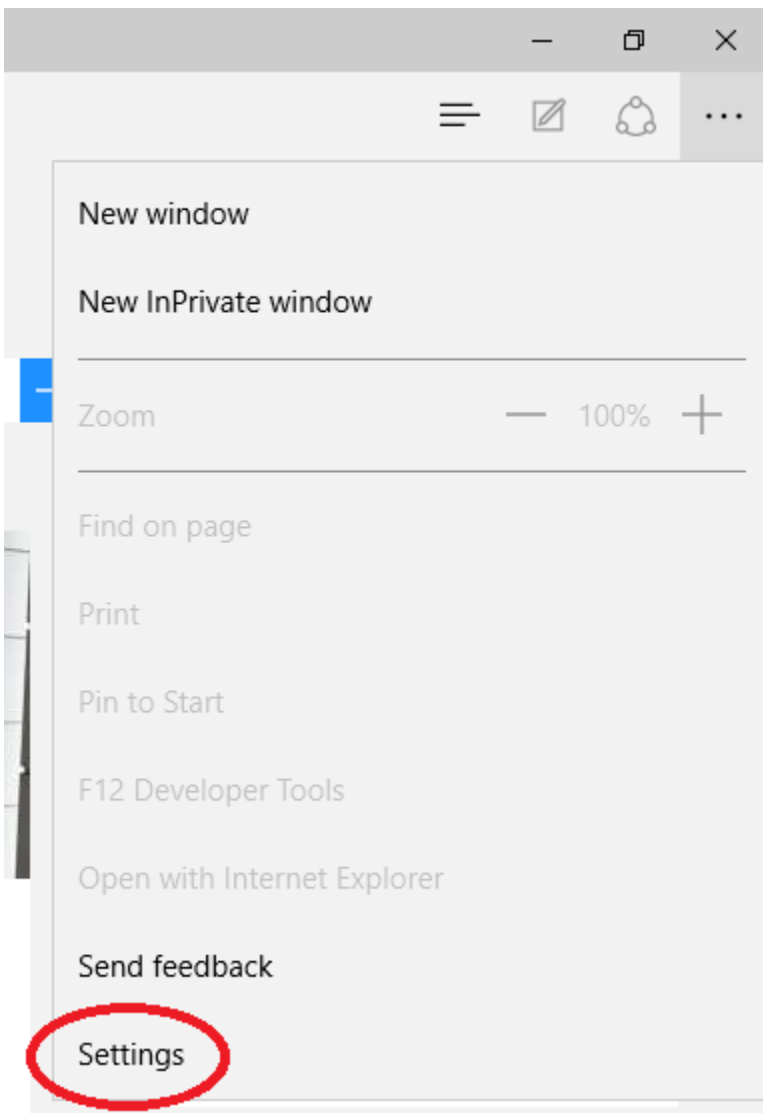 New window
New InPrivate window
Zoom — 100% +
Find on page
Print
Pin to Start
F12 Developer Tools
Open with Internet Explorer
Send feedback
Settings